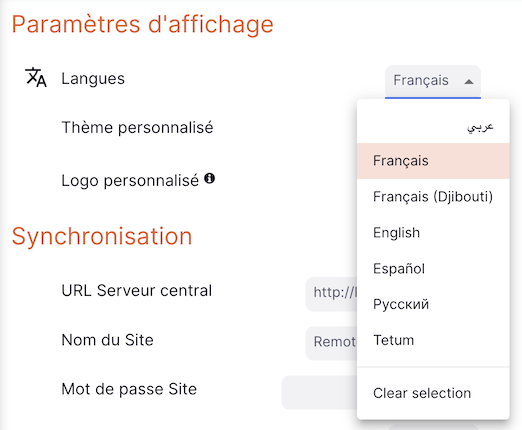 Paramètres d'affichage
Langues
Français
Thème personnalisé
عربي
Français
Logo personnalisé
Français (Djibouti)
Synchronisation
English
Español
URL Serveur central
http://
Русский
Nom du Site
Remot
Tetum
Mot de passe Site
Clear selection